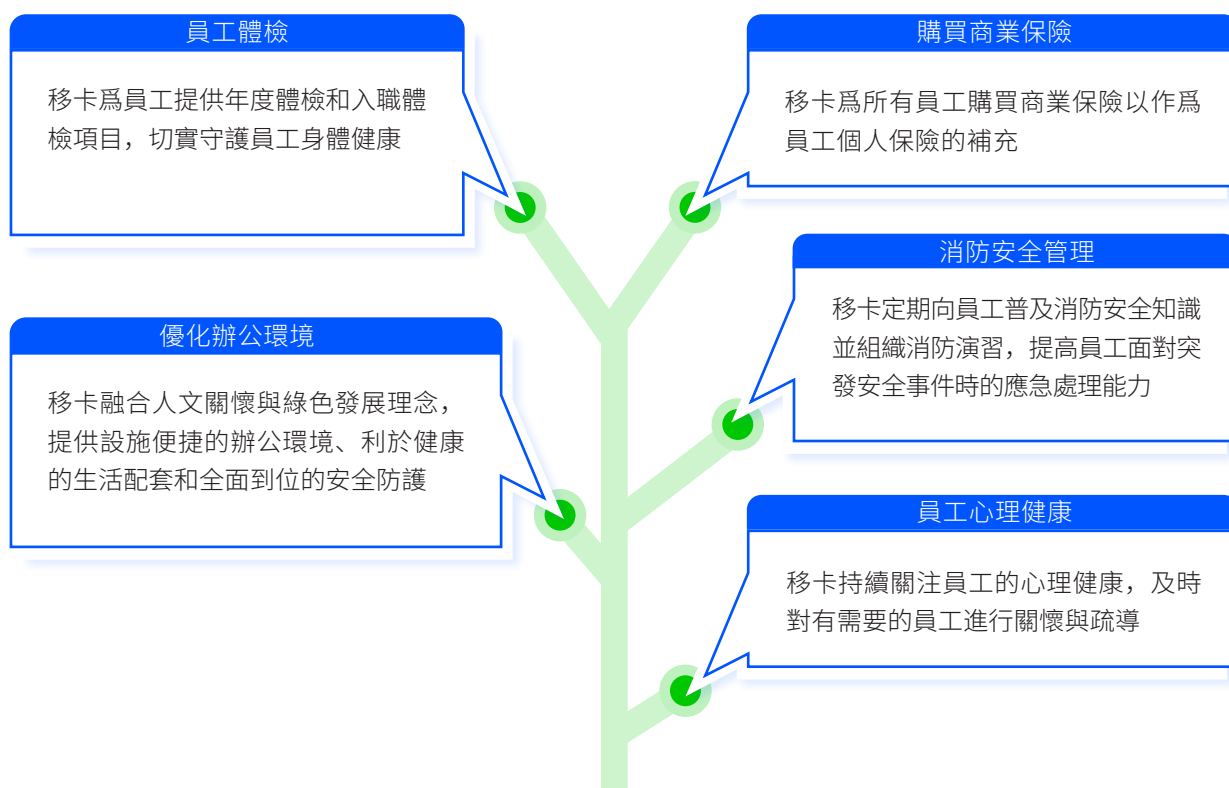 員工體檢
移卡爲員工提供年度體檢和入職體
檢項目，切實守護員工身體健康
購買商業保險
移卡爲所有員工購買商業保險以作爲
員工個人保險的補充
消防安全管理
移卡定期向員工普及消防安全知識
並組織消防演習，提高員工面對突
發安全事件時的應急處理能力
優化辦公環境
移卡融合人文關懷與綠色發展理念，
提供設施便捷的辦公環境、利於健康
的生活配套和全面到位的安全防護
員工心理健康
移卡持續關注員工的心理健康，及時
對有需要的員工進行關懷與疏導